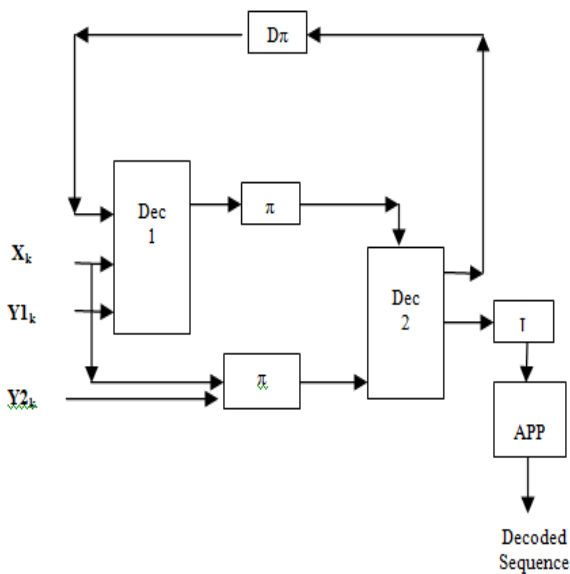 Dπ
Dec
1
π
Xₖ
Y1ₖ
Dec
2
π
Y2ₖ
APP
Decoded
Sequence